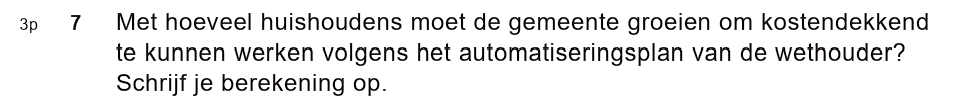 3p 7 Met hoeveel huishoudens moet de gemeente groeien om kostendekkend
te kunnen werken volgens het automatiseringsplan van de wethouder?
Schrijf je berekening op.